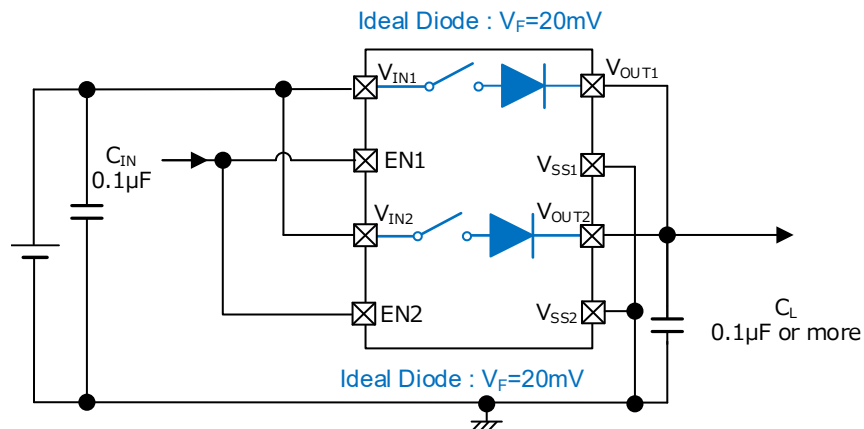 Ideal Diode : VF=20mV
VIN1
VOUT1
CIN
0.1µF
EN1
VSS1
VIN2
VOUT2
EN2
VSS2
CL
0.1µF or more
Ideal Diode : VF=20mV